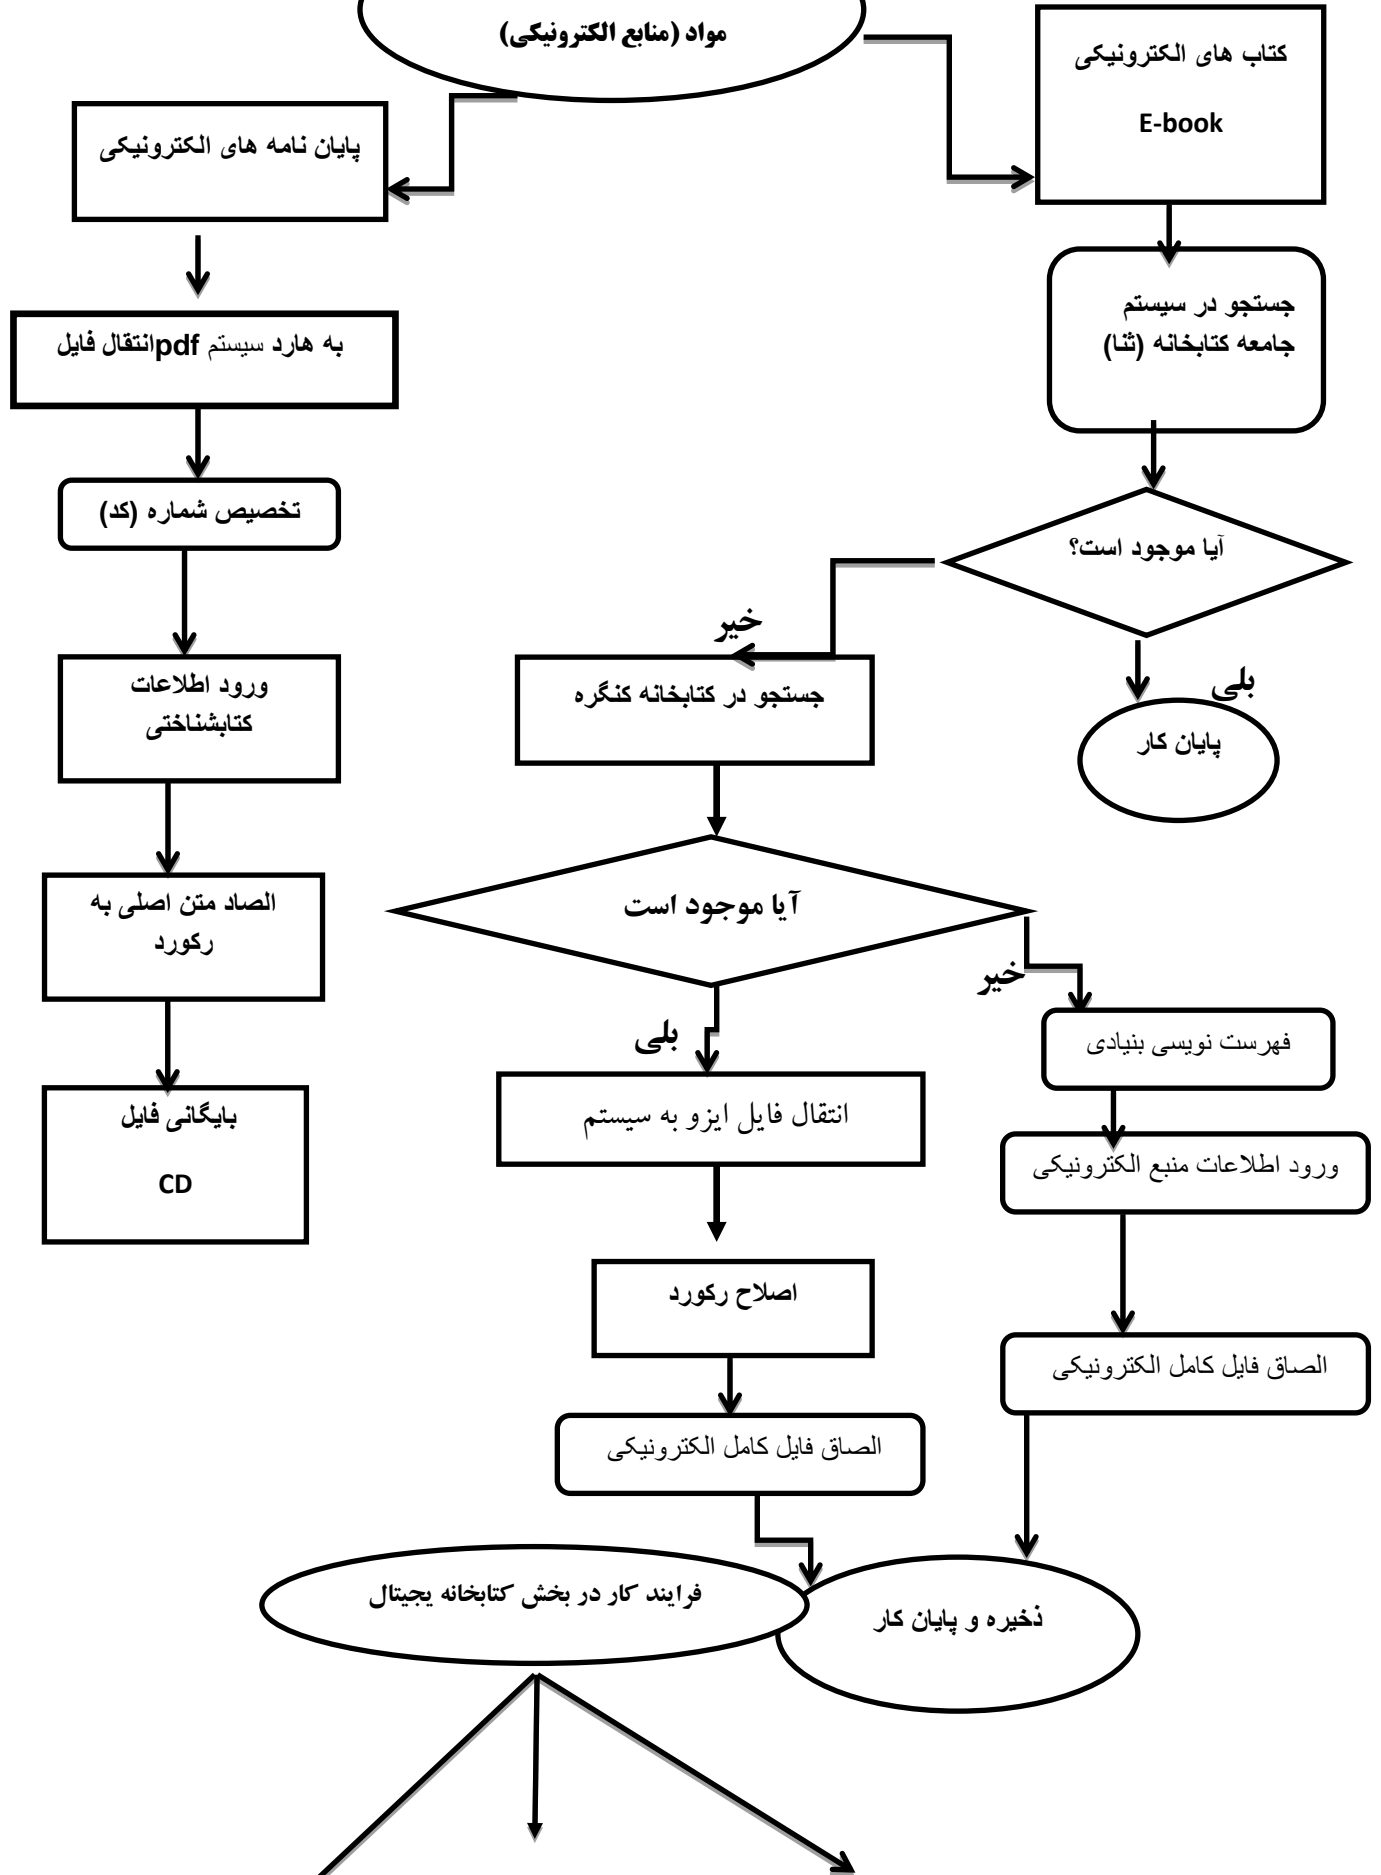 مواد (منابع الکترونیکی)
کتاب های الکترونیکی
E-book
پایان نامه های الکترونیکی
جستجو در سیستم
جامعه کتابخانه (ثنا)
انتقال فایل pdf به هارد سیستم
تخصیص شماره (کد)
آیا موجود است؟
خیر
بلی
ورود اطلاعات
کتابشناختی
جستجو در کتابخانه کنگره
پایان کار
الصاد متن اصلی به
رکورد
آیا موجود است
خیر
بلی
فهرست نویسی بنیادی
بایگانی فایل
CD
انتقال فایل ایزو به سیستم
ورود اطلاعات منبع الکترونیکی
اصلاح رکورد
الصاق فایل کامل الکترونیکی
الصاق فایل کامل الکترونیکی
فرایند کار در بخش کتابخانه یجیتال
ذخیره و پایان کار